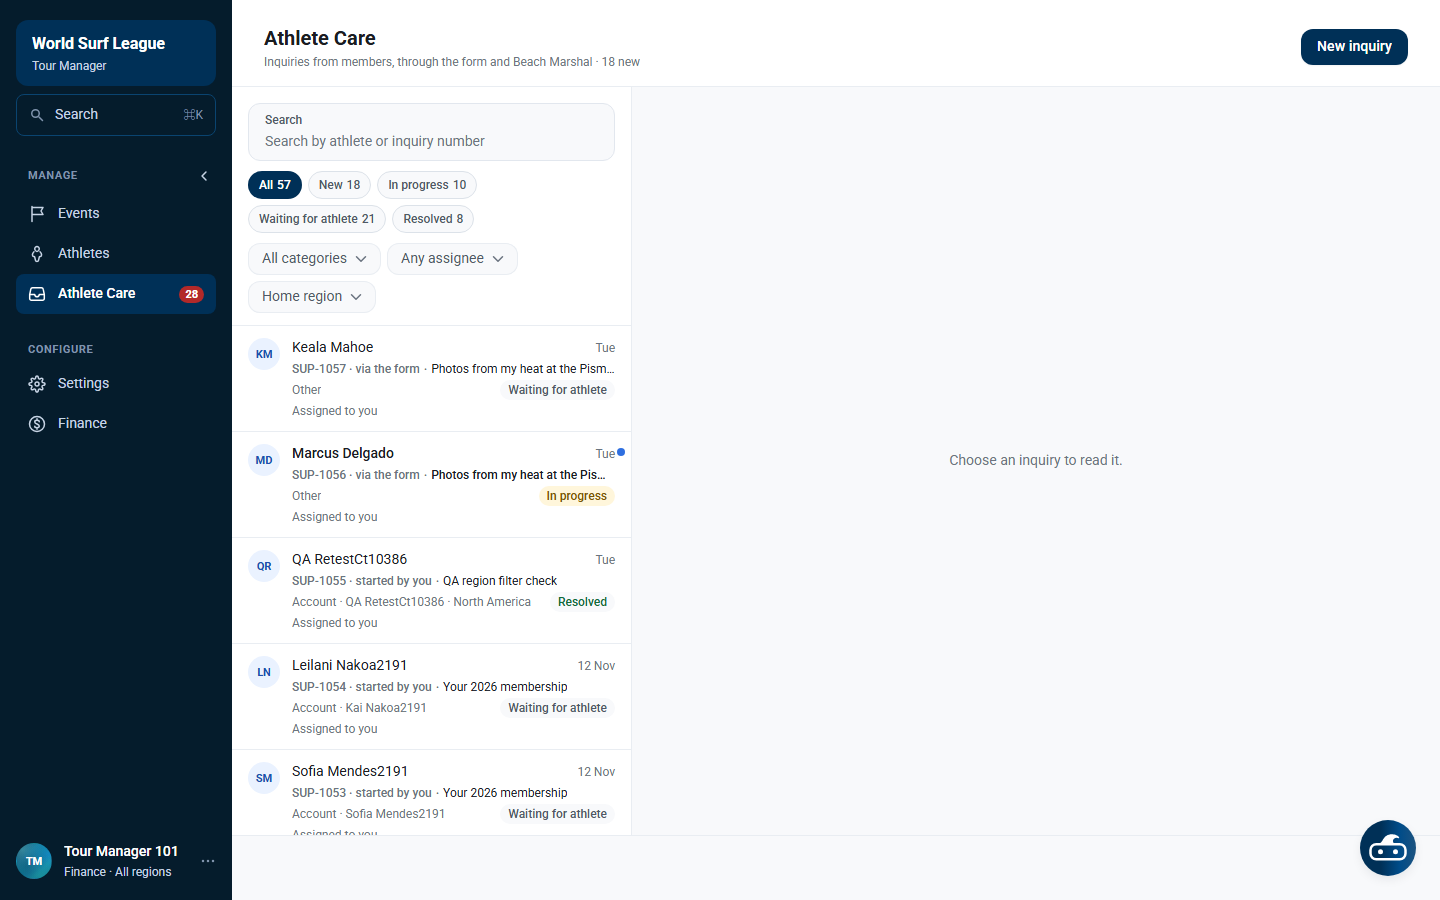 World Surf League
Tour Manager
Search ⌘K
MANAGE
Events
Athletes
Athlete Care 28
CONFIGURE
Settings
Finance
TM
Tour Manager 101
Finance · All regions
Athlete Care
Inquiries from members, through the form and Beach Marshal · 18 new
New inquiry
Search
Search by athlete or inquiry number
All 57 New 18 In progress 10
Waiting for athlete 21 Resolved 8
All categories Any assignee
Home region
KM Keala Mahoe Tue
SUP-1057 · via the form · Photos from my heat at the Pism…
Other Waiting for athlete
Assigned to you
MD Marcus Delgado Tue
SUP-1056 · via the form · Photos from my heat at the Pis…
Other In progress
Assigned to you
QR QA RetestCt10386 Tue
SUP-1055 · started by you · QA region filter check
Account · QA RetestCt10386 · North America Resolved
Assigned to you
LN Leilani Nakoa2191 12 Nov
SUP-1054 · started by you · Your 2026 membership
Account · Kai Nakoa2191 Waiting for athlete
Assigned to you
SM Sofia Mendes2191 12 Nov
SUP-1053 · started by you · Your 2026 membership
Account · Sofia Mendes2191 Waiting for athlete
Assigned to you
Choose an inquiry to read it.